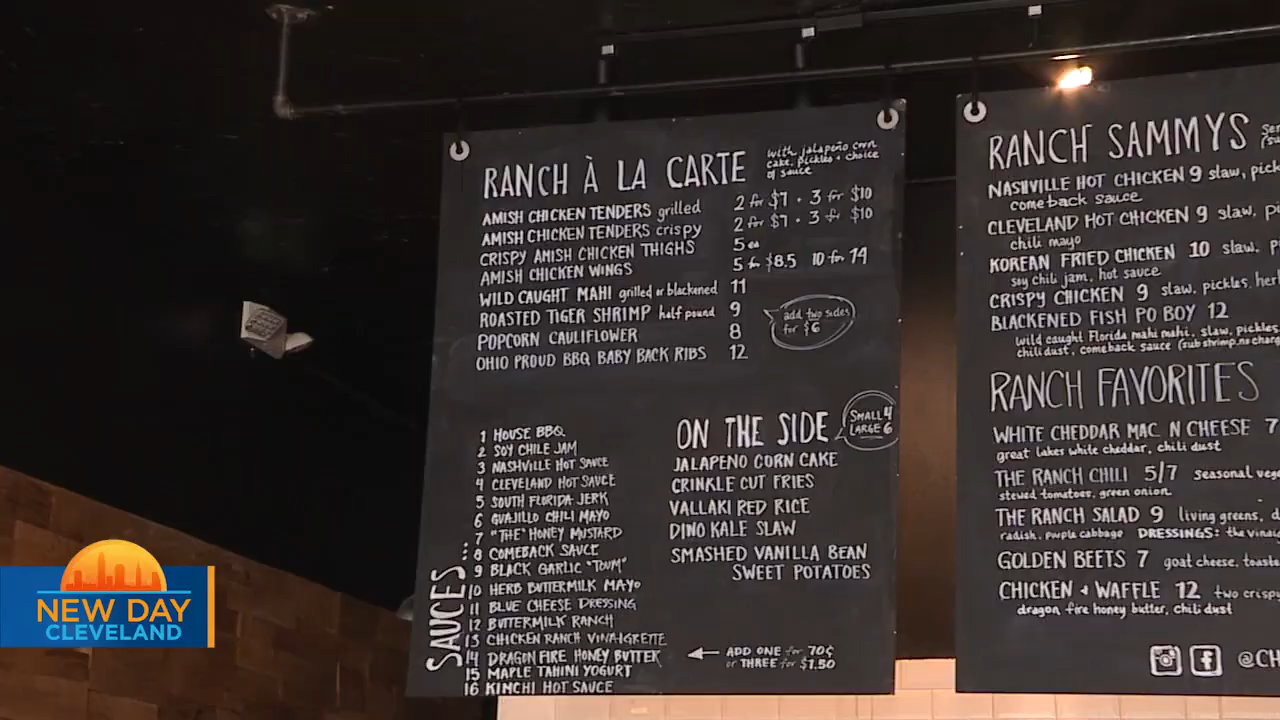 RANCH À LA CARTE
with jalapeño corn
cake, pickles + choice
of sauce
AMISH CHICKEN TENDERS grilled 2 for $7 · 3 for $10
AMISH CHICKEN TENDERS crispy 2 for $7 · 3 for $10
CRISPY AMISH CHICKEN THIGHS 5 ea
AMISH CHICKEN WINGS 5 for $8.5 10 for 14
WILD CAUGHT MAHI grilled or blackened 11
ROASTED TIGER SHRIMP half pound 9
POPCORN CAULIFLOWER 8
OHIO PROUD BBQ BABY BACK RIBS 12
add two sides
for $6
SAUCES:
1 HOUSE BBQ
2 SOY CHILE JAM
3 NASHVILLE HOT SAUCE
4 CLEVELAND HOT SAUCE
5 SOUTH FLORIDA JERK
6 GUAJILLO CHILI MAYO
7 "THE" HONEY MUSTARD
8 COMEBACK SAUCE
9 BLACK GARLIC "TOUM"
10 HERB BUTTERMILK MAYO
11 BLUE CHEESE DRESSING
12 BUTTERMILK RANCH
13 CHICKEN RANCH VINAIGRETTE
14 DRAGON FIRE HONEY BUTTER
15 MAPLE TAHINI YOGURT
16 KIMCHI HOT SAUCE
ON THE SIDE
SMALL 4
LARGE 6
JALAPENO CORN CAKE
CRINKLE CUT FRIES
VALLAKI RED RICE
DINO KALE SLAW
SMASHED VANILLA BEAN
SWEET POTATOES
ADD ONE for 70¢
or THREE for $1.50
RANCH SAMMYS
NASHVILLE HOT CHICKEN 9 slaw, pick
comeback sauce
CLEVELAND HOT CHICKEN 9 slaw, p
chili mayo
KOREAN FRIED CHICKEN 10 slaw, p
soy chili jam, hot sauce
CRISPY CHICKEN 9 slaw, pickles, her
BLACKENED FISH PO BOY 12
wild caught Florida mahi mahi, slaw, pickles
chili dust, comeback sauce (sub shrimp, no charg
RANCH FAVORITES
WHITE CHEDDAR MAC N CHEESE 7
great lakes white cheddar, chili dust
THE RANCH CHILI 5/7 seasonal veg
stewed tomatoes, green onion
THE RANCH SALAD 9 living greens, d
radish, purple cabbage DRESSINGS: the vinai
GOLDEN BEETS 7 goat cheese, toaste
CHICKEN + WAFFLE 12 two crisp
dragon fire honey butter, chili dust
@CH
NEW DAY
CLEVELAND